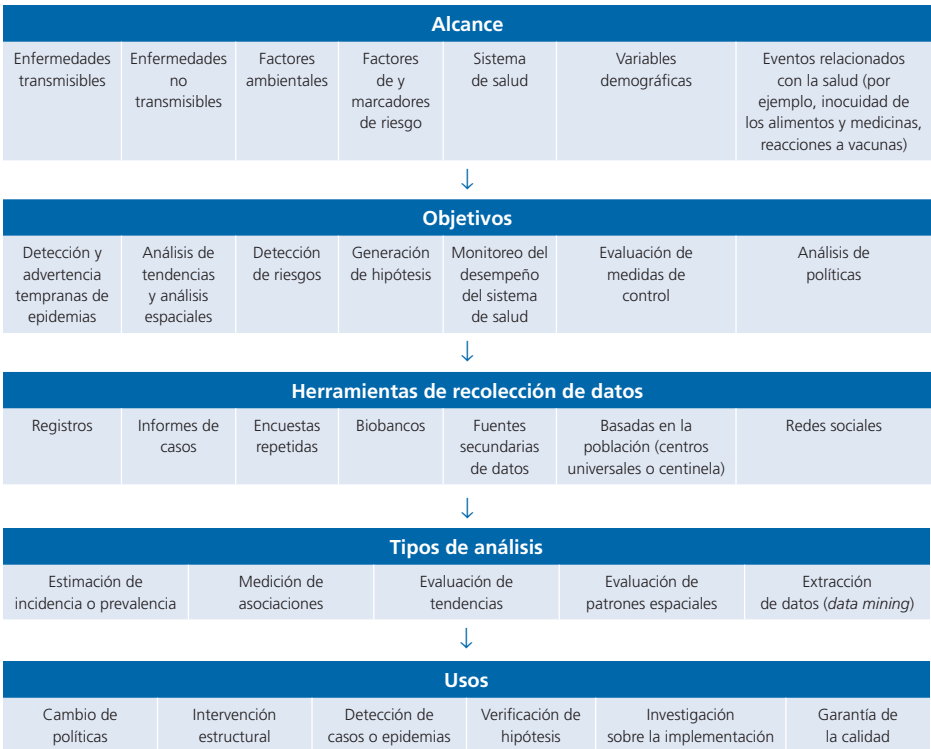 Alcance
Enfermedades
transmisibles
Enfermedades
no
transmisibles
Factores
ambientales
Factores
de y
marcadores
de riesgo
Sistema
de salud
Variables
demográficas
Eventos relacionados
con la salud (por
ejemplo, inocuidad de
los alimentos y medicinas,
reacciones a vacunas)
↓
Objetivos
Detección y
advertencia
tempranas de
epidemias
Análisis de
tendencias
y análisis
espaciales
Detección
de riesgos
Generación
de hipótesis
Monitoreo del
desempeño
del sistema
de salud
Evaluación de
medidas de
control
Análisis de
políticas
↓
Herramientas de recolección de datos
Registros
Informes de
casos
Encuestas
repetidas
Biobancos
Fuentes
secundarias
de datos
Basadas en la
población (centros
universales o centinela)
Redes sociales
↓
Tipos de análisis
Estimación de
incidencia o prevalencia
Medición de
asociaciones
Evaluación de
tendencias
Evaluación de
patrones espaciales
Extracción
de datos (data mining)
↓
Usos
Cambio de
políticas
Intervención
estructural
Detección de
casos o epidemias
Verificación de
hipótesis
Investigación
sobre la implementación
Garantía de
la calidad